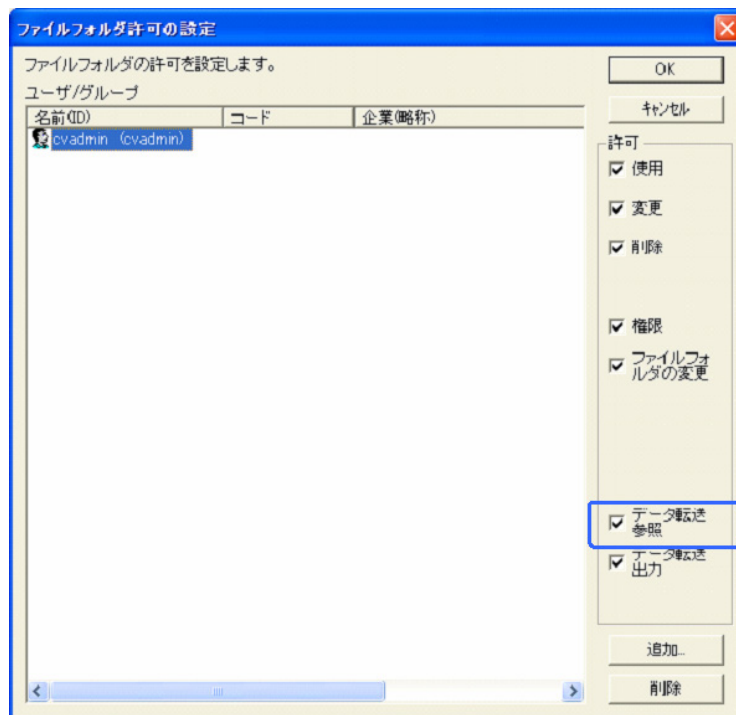 ファイルフォルダ許可の設定
ファイルフォルダの許可を設定します。
ユーザ/グループ
名前(ID) コード 企業(略称)
cvadmin (cvadmin)
OK
キャンセル
許可
使用
変更
削除
権限
ファイルフォ
ルダの変更
データ転送
参照
データ転送
出力
追加...
削除